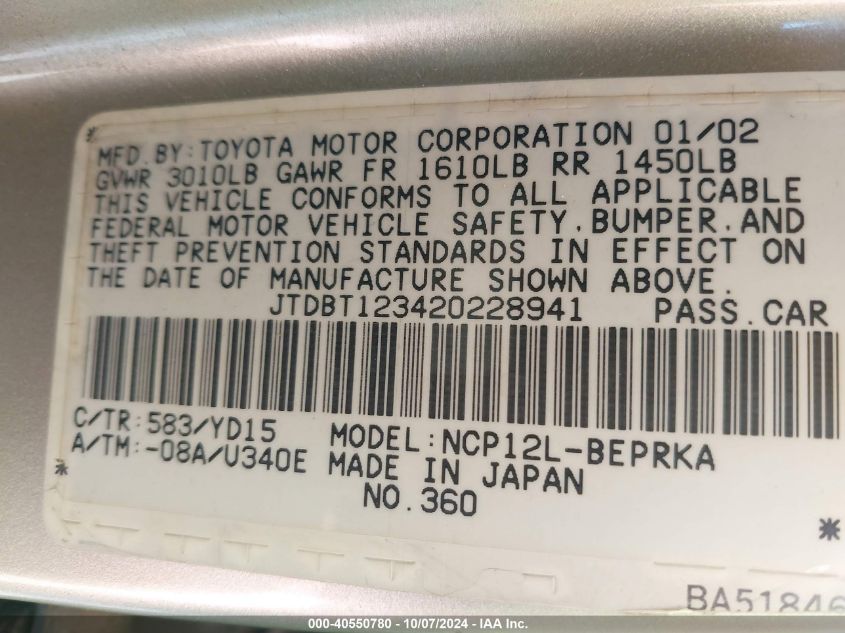 MFD. BY: TOYOTA MOTOR CORPORATION 01/02
GVWR 3010LB GAWR FR 1610LB RR 1450LB
THIS VEHICLE CONFORMS TO ALL APPLICABLE
FEDERAL MOTOR VEHICLE SAFETY, BUMPER, AND
THEFT PREVENTION STANDARDS IN EFFECT ON
THE DATE OF MANUFACTURE SHOWN ABOVE.
JTDBT123420228941 PASS. CAR
C/TR: 583/YD15 MODEL: NCP12L-BEPRKA
A/TM: -08A/U340E MADE IN JAPAN
NO. 360
BA51846
000-40550780 - 10/07/2024 - IAAI Inc.